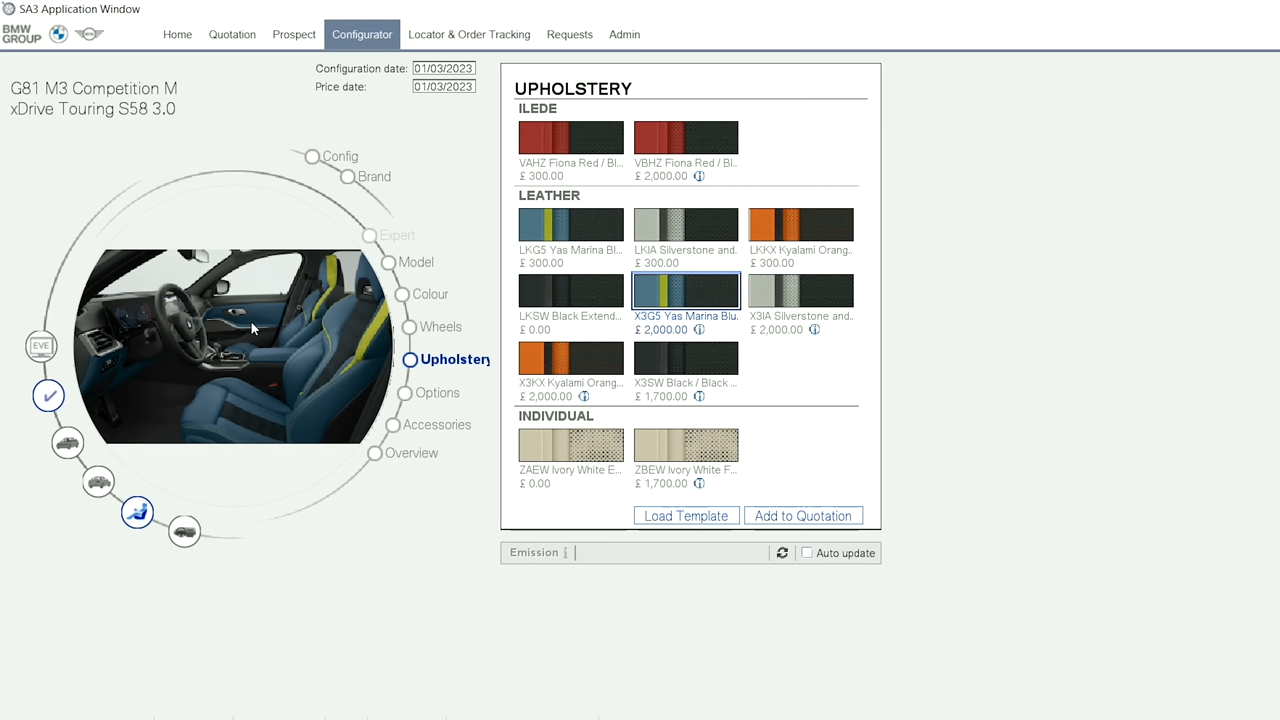 SA3 Application Window
BMW GROUP
Home Quotation Prospect Configurator Locator & Order Tracking Requests Admin
G81 M3 Competition M
xDrive Touring S58 3.0
Configuration date: 01/03/2023
Price date: 01/03/2023
Config
Brand
Expert
Model
Colour
Wheels
Upholstery
Options
Accessories
Overview
EVE
UPHOLSTERY
ILEDE
VAHZ Fiona Red / Bl... VBHZ Fiona Red / Bl..
£ 300.00 £ 2,000.00
LEATHER
LKG5 Yas Marina Bl... LKIA Silverstone and. LKKX Kyalami Orang..
£ 300.00 £ 300.00 £ 300.00
LKSW Black Extend... X3G5 Yas Marina Blu. X3IA Silverstone and..
£ 0.00 £ 2,000.00 £ 2,000.00
X3KX Kyalami Orang... X3SW Black / Black ...
£ 2,000.00 £ 1,700.00
INDIVIDUAL
ZAEW Ivory White E... ZBEW Ivory White F...
£ 0.00 £ 1,700.00
Load Template Add to Quotation
Emission Auto update